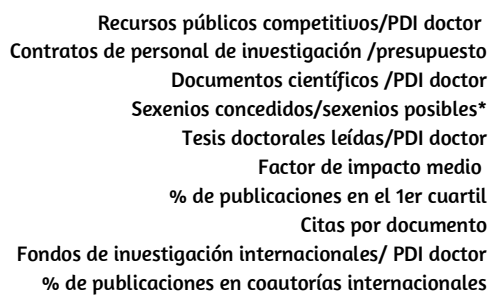 Recursos públicos competitivos/PDI doctor
Contratos de personal de investigación /presupuesto
Documentos científicos /PDI doctor
Sexenios concedidos/sexenios posibles*
Tesis doctorales leídas/PDI doctor
Factor de impacto medio
% de publicaciones en el 1er cuartil
Citas por documento
Fondos de investigación internacionales/ PDI doctor
% de publicaciones en coautorías internacionales